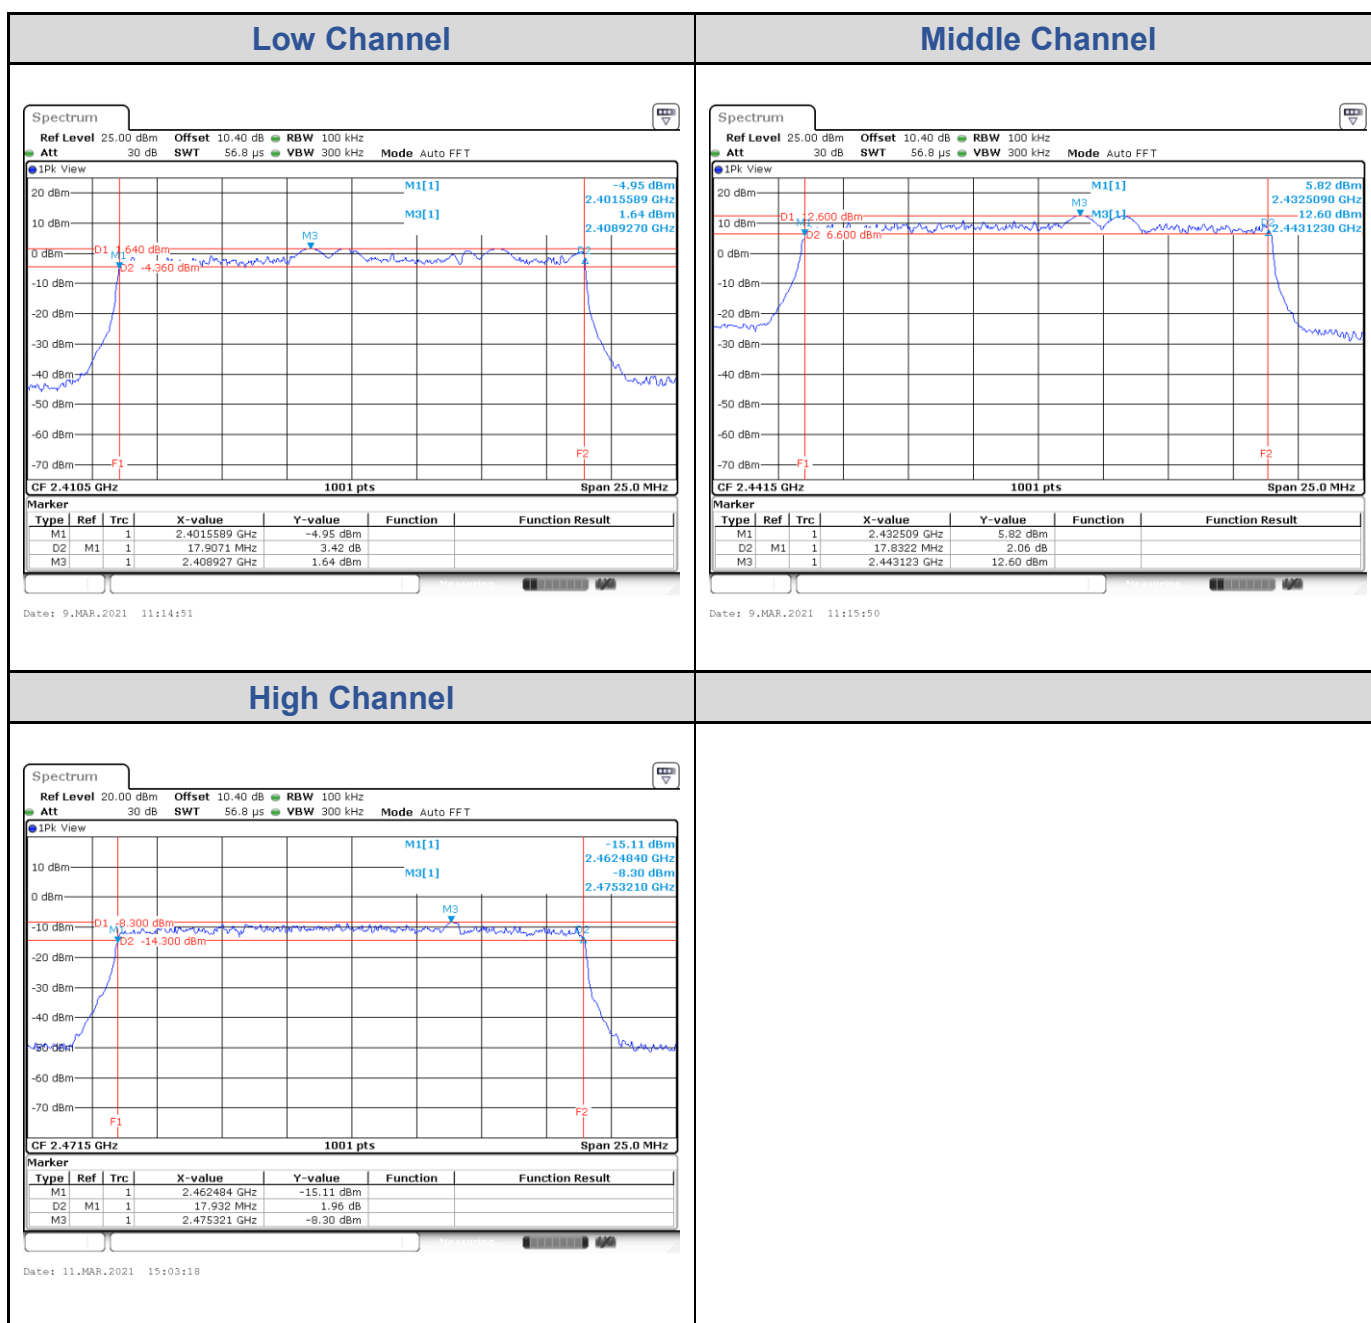 Low Channel
Middle Channel
Spectrum
Ref Level 25.00 dBm Offset 10.40 dB RBW 100 kHz
Att 30 dB SWT 56.8 µs VBW 300 kHz Mode Auto FFT
1Pk View
M1[1] -4.95 dBm
2.4015589 GHz
M3[1] 1.64 dBm
2.4089270 GHz
20 dBm
10 dBm
0 dBm
-10 dBm
-20 dBm
-30 dBm
-40 dBm
-50 dBm
-60 dBm
-70 dBm
M3
D1 1.640 dBm
M1
D2
D2 -4.360 dBm
F1
F2
CF 2.4105 GHz 1001 pts Span 25.0 MHz
Marker
Type Ref Trc X-value Y-value Function Function Result
M1 1 2.4015589 GHz -4.95 dBm
D2 M1 1 17.9071 MHz 3.42 dB
M3 1 2.408927 GHz 1.64 dBm
Measuring
Date: 9.MAR.2021 11:14:51
Spectrum
Ref Level 25.00 dBm Offset 10.40 dB RBW 100 kHz
Att 30 dB SWT 56.8 µs VBW 300 kHz Mode Auto FFT
1Pk View
M1[1] 5.82 dBm
2.4325090 GHz
M3[1] 12.60 dBm
2.4431230 GHz
20 dBm
10 dBm
0 dBm
-10 dBm
-20 dBm
-30 dBm
-40 dBm
-50 dBm
-60 dBm
-70 dBm
M3
D1 12.600 dBm
M1
D2
D2 6.600 dBm
F1
F2
CF 2.4415 GHz 1001 pts Span 25.0 MHz
Marker
Type Ref Trc X-value Y-value Function Function Result
M1 1 2.432509 GHz 5.82 dBm
D2 M1 1 17.8322 MHz 2.06 dB
M3 1 2.443123 GHz 12.60 dBm
Measuring
Date: 9.MAR.2021 11:15:50
High Channel
Spectrum
Ref Level 20.00 dBm Offset 10.40 dB RBW 100 kHz
Att 30 dB SWT 56.8 µs VBW 300 kHz Mode Auto FFT
1Pk View
M1[1] -15.11 dBm
2.4624840 GHz
M3[1] -8.30 dBm
2.4753210 GHz
10 dBm
0 dBm
-10 dBm
-20 dBm
-30 dBm
-40 dBm
-50 dBm
-60 dBm
-70 dBm
M3
D1 -8.300 dBm
M1
D2
D2 -14.300 dBm
F1
F2
CF 2.4715 GHz 1001 pts Span 25.0 MHz
Marker
Type Ref Trc X-value Y-value Function Function Result
M1 1 2.462484 GHz -15.11 dBm
D2 M1 1 17.932 MHz 1.96 dB
M3 1 2.475321 GHz -8.30 dBm
Measuring
Date: 11.MAR.2021 15:03:18